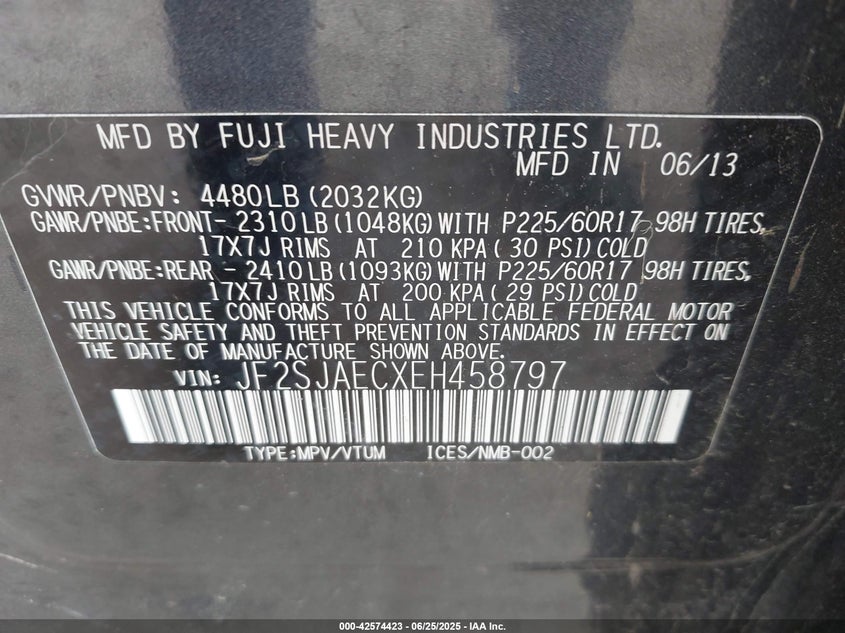 MFD BY FUJI HEAVY INDUSTRIES LTD.
MFD IN 06/13
GVWR/PNBV: 4480LB (2032KG)
GAWR/PNBE:FRONT- 2310LB (1048KG) WITH P225/60R17 98H TIRES,
17X7J RIMS AT 210 KPA ( 30 PSI) COLD
GAWR/PNBE:REAR - 2410LB (1093KG) WITH P225/60R17 98H TIRES,
17X7J RIMS AT 200 KPA ( 29 PSI) COLD
THIS VEHICLE CONFORMS TO ALL APPLICABLE FEDERAL MOTOR
VEHICLE SAFETY AND THEFT PREVENTION STANDARDS IN EFFECT ON
THE DATE OF MANUFACTURE SHOWN ABOVE.
VIN: JF2SJAECXEH458797
TYPE:MPV/VTUM ICES/NMB-002
000-42574423 - 06/25/2025 - IAA Inc.